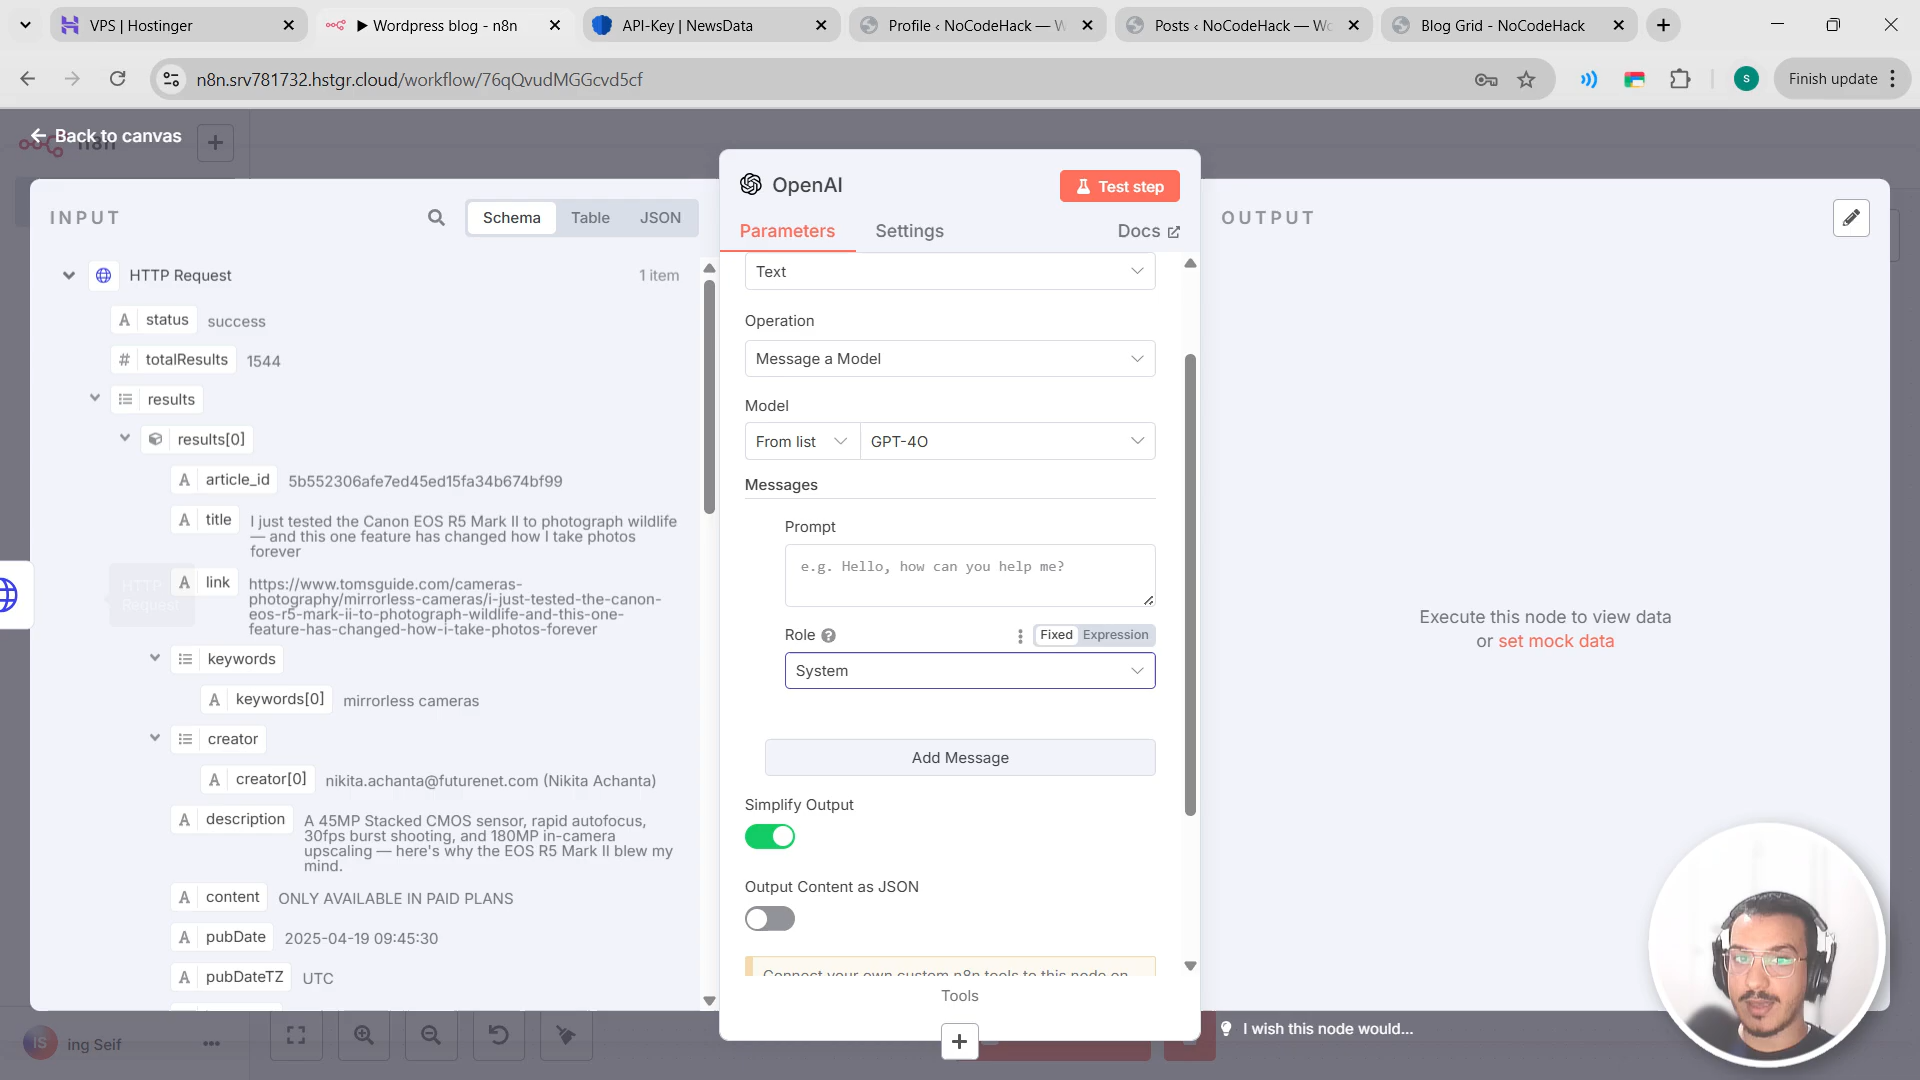 VPS | Hostinger
▶ Wordpress blog - n8n
API-Key | NewsData
Profile ‹ NoCodeHack — W
Posts ‹ NoCodeHack — Wo
Blog Grid - NoCodeHack
n8n.srv781732.hstgr.cloud/workflow/76qQvudMGGcvd5cf
S
Finish update
Back to canvas
n8n
INPUT
Schema
Table
JSON
HTTP Request
1 item
A status success
# totalResults 1544
results
results[0]
A article_id 5b552306afe7ed45ed15fa34b674bf99
A title I just tested the Canon EOS R5 Mark II to photograph wildlife
— and this one feature has changed how I take photos
forever
HTTP
Request
A link https://www.tomsguide.com/cameras-
photography/mirrorless-cameras/i-just-tested-the-canon-
eos-r5-mark-ii-to-photograph-wildlife-and-this-one-
feature-has-changed-how-i-take-photos-forever
keywords
A keywords[0] mirrorless cameras
creator
A creator[0] nikita.achanta@futurenet.com (Nikita Achanta)
A description A 45MP Stacked CMOS sensor, rapid autofocus,
30fps burst shooting, and 180MP in-camera
upscaling — here's why the EOS R5 Mark II blew my
mind.
A content ONLY AVAILABLE IN PAID PLANS
A pubDate 2025-04-19 09:45:30
A pubDateTZ UTC
IS
ing Seif
OpenAI
Test step
Parameters
Settings
Docs
Text
Operation
Message a Model
Model
From list
GPT-4O
Messages
Prompt
e.g. Hello, how can you help me?
Role
Fixed
Expression
System
Add Message
Simplify Output
Output Content as JSON
Connect your own custom n8n tools to this node on
Tools
OUTPUT
Execute this node to view data
or set mock data
I wish this node would...